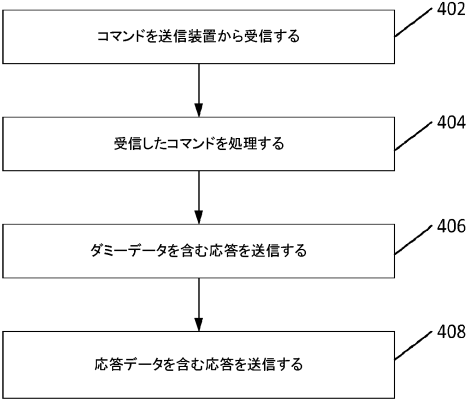 402
コマンドを送信装置から受信する
404
受信したコマンドを処理する
406
ダミーデータを含む応答を送信する
408
応答データを含む応答を送信する